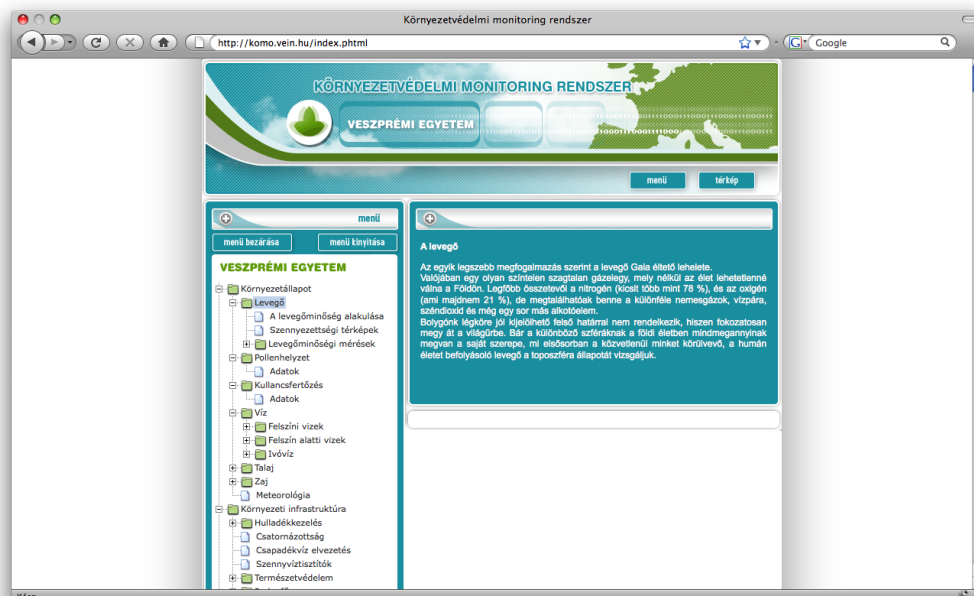 Környezetvédelmi monitoring rendszer
http://komo.vein.hu/index.phtml
G
Google
KÖRNYEZETVÉDELMI MONITORING RENDSZER
VESZPRÉMI EGYETEM
menü
térkép
menü
menü bezárása
menü kinyitása
VESZPRÉMI EGYETEM
Környezetállapot
Levegő
A levegőminőség alakulása
Szennyezettségi térképek
Levegőminőségi mérések
Pollenhelyzet
Adatok
Kullancsfertőzés
Adatok
Víz
Felszíni vizek
Felszín alatti vizek
Ivóvíz
Talaj
Zaj
Meteorológia
Környezeti infrastruktúra
Hulladékkezelés
Csatornázottság
Csapadékvíz elvezetés
Szennyvíztisztítók
Természetvédelem
A levegő
Az egyik legszebb megfogalmazás szerint a levegő Gaia éltető lehelete.
Valójában egy olyan színtelen szagtalan gázelegy, mely nélkül az élet lehetetlenné
válna a Földön. Legfőbb összetevői a nitrogén (kicsit több mint 78 %), és az oxigén
(ami majdnem 21 %), de megtalálhatóak benne a különféle nemesgázok, vízpára,
széndioxid és még egy sor más alkotóelem.
Bolygónk légköre jól kijelölhető felső határral nem rendelkezik, hiszen fokozatosan
megy át a világűrbe. Bár a különböző szféráknak a földi életben mindmegannyinak
megvan a saját szerepe, mi elsősorban a közvetlenül minket körülvevő, a humán
életet befolyásoló levegő a toposzféra állapotát vizsgáljuk.